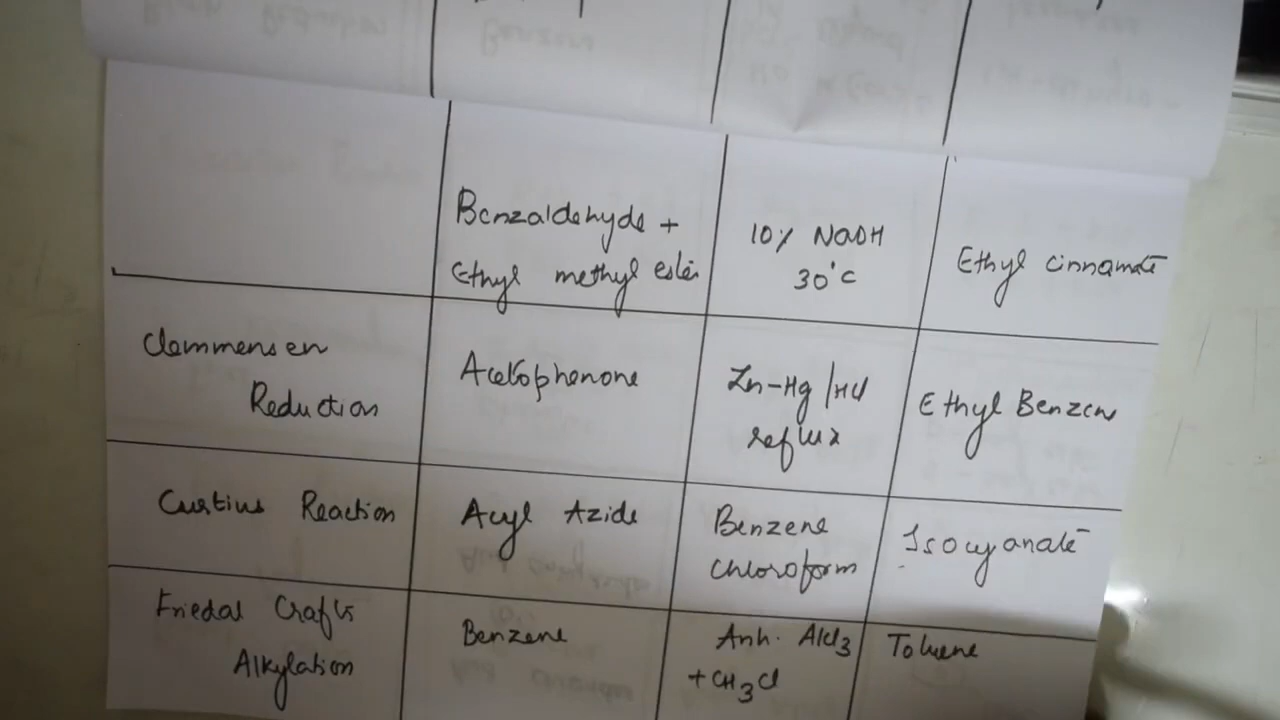 Benzaldehyde +
Ethyl methyl ester
10% NaOH
30°C
Ethyl cinnamate
Clemmensen
Reduction
Acetophenone
Zn-Hg/HCl
reflux
Ethyl Benzene
Curtius Reaction
Acyl Azide
Benzene
chloroform
Isocyanate
Friedal Crafts
Alkylation
Benzene
Anh. AlCl3
+ CH3Cl
Toluene